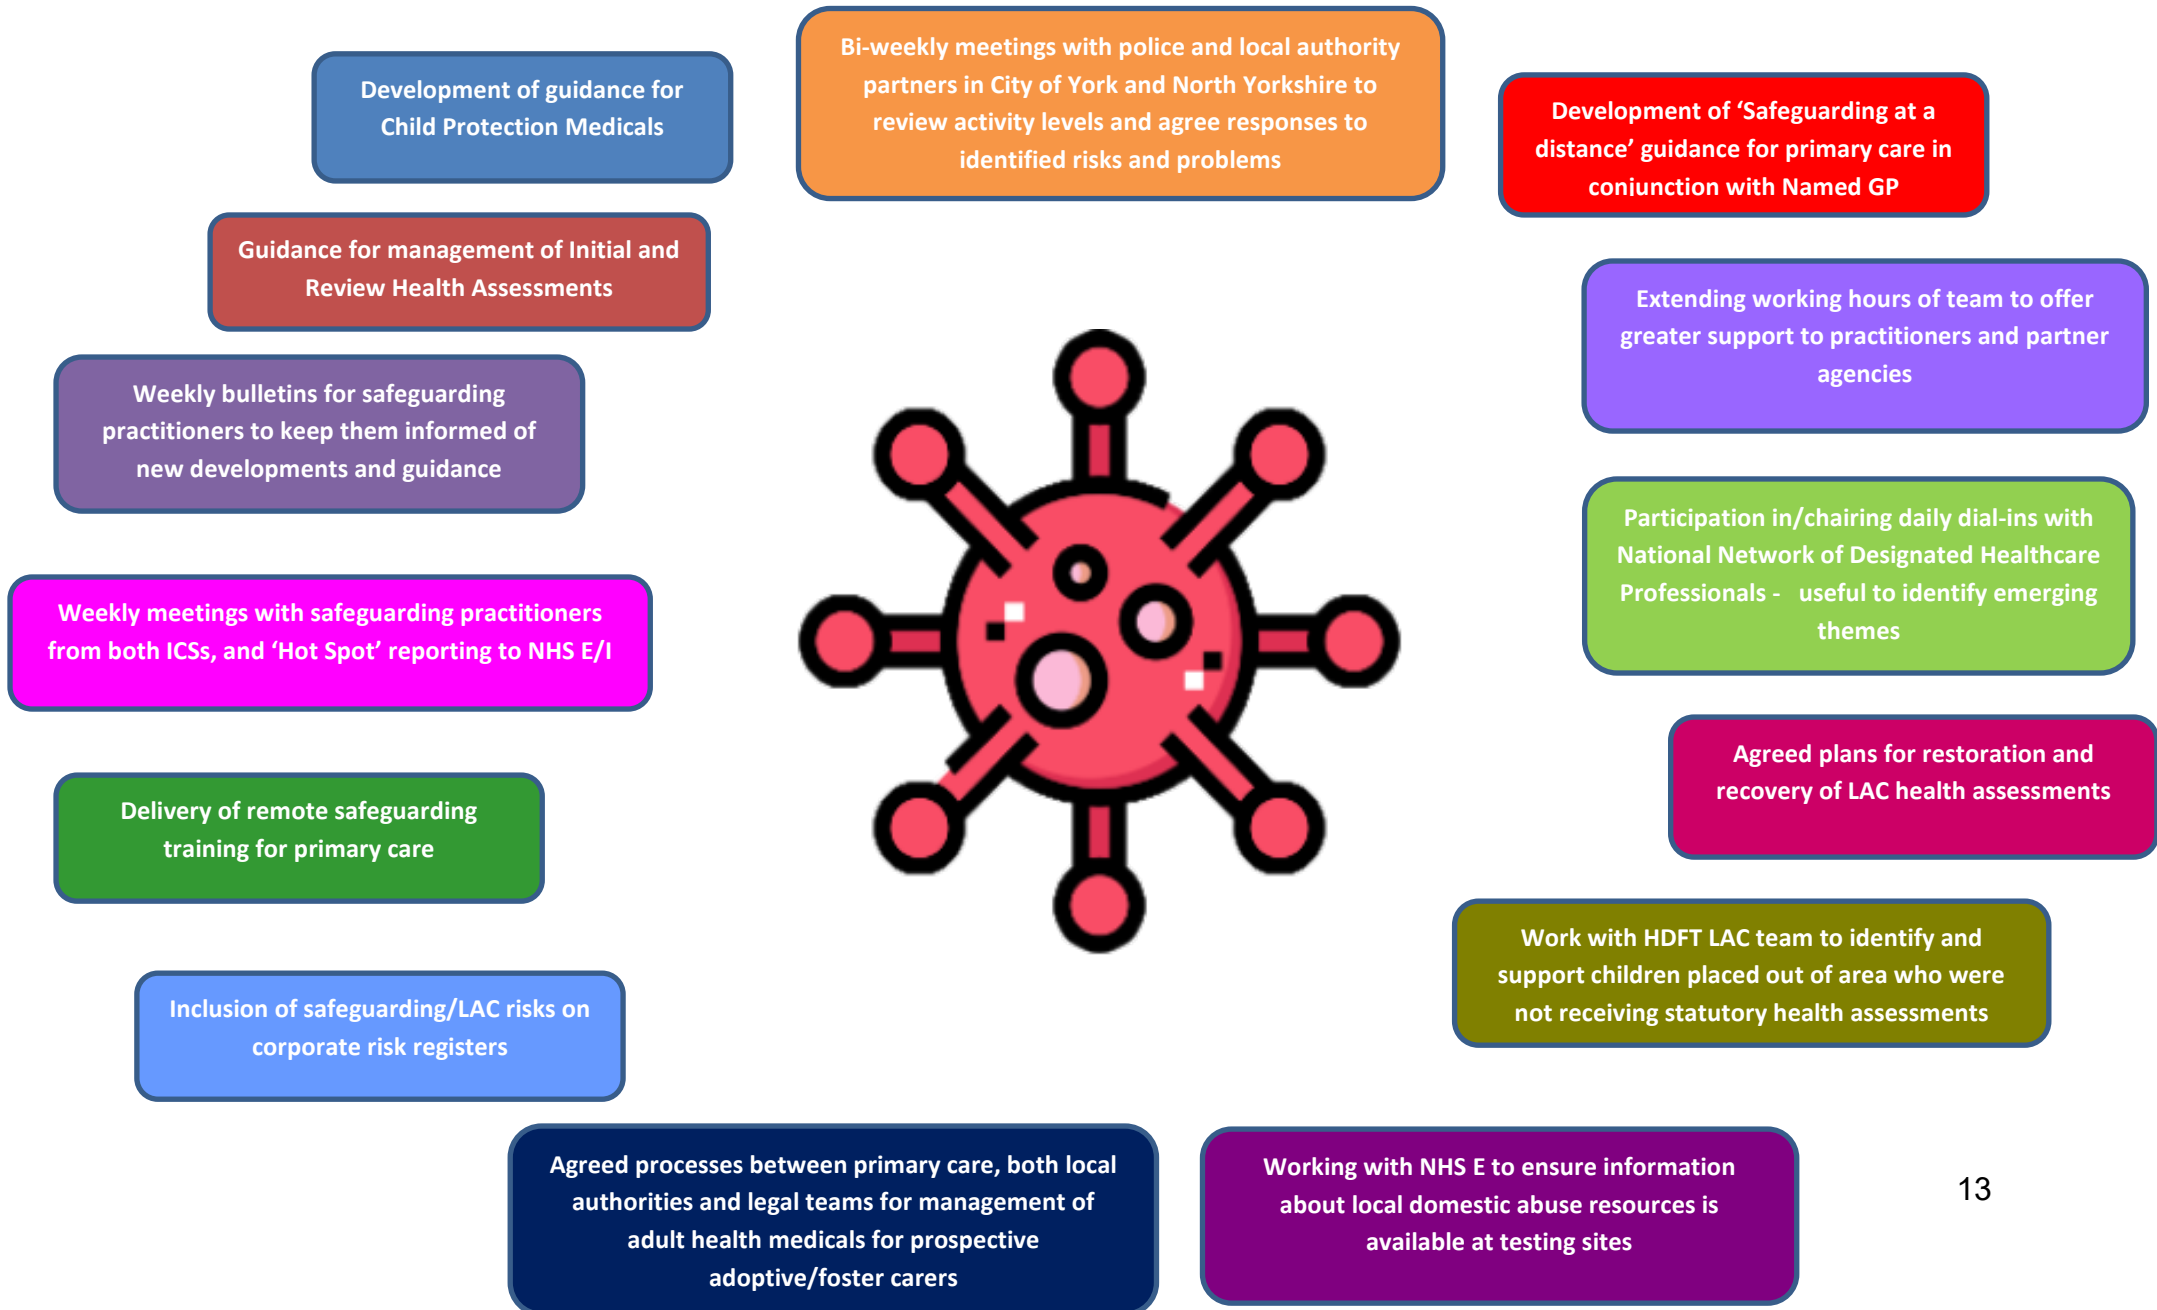 Development of guidance for
Child Protection Medicals
Bi-weekly meetings with police and local authority
partners in City of York and North Yorkshire to
review activity levels and agree responses to
identified risks and problems
Development of ‘Safeguarding at a
distance’ guidance for primary care in
conjunction with Named GP
Guidance for management of Initial and
Review Health Assessments
Extending working hours of team to offer
greater support to practitioners and partner
agencies
Weekly bulletins for safeguarding
practitioners to keep them informed of
new developments and guidance
Participation in/chairing daily dial-ins with
National Network of Designated Healthcare
Professionals -   useful to identify emerging
themes
Weekly meetings with safeguarding practitioners
from both ICSs, and ‘Hot Spot’ reporting to NHS E/I
Agreed plans for restoration and
recovery of LAC health assessments
Delivery of remote safeguarding
training for primary care
Work with HDFT LAC team to identify and
support children placed out of area who were
not receiving statutory health assessments
Inclusion of safeguarding/LAC risks on
corporate risk registers
Agreed processes between primary care, both local
authorities and legal teams for management of
adult health medicals for prospective
adoptive/foster carers
Working with NHS E to ensure information
about local domestic abuse resources is
available at testing sites
13